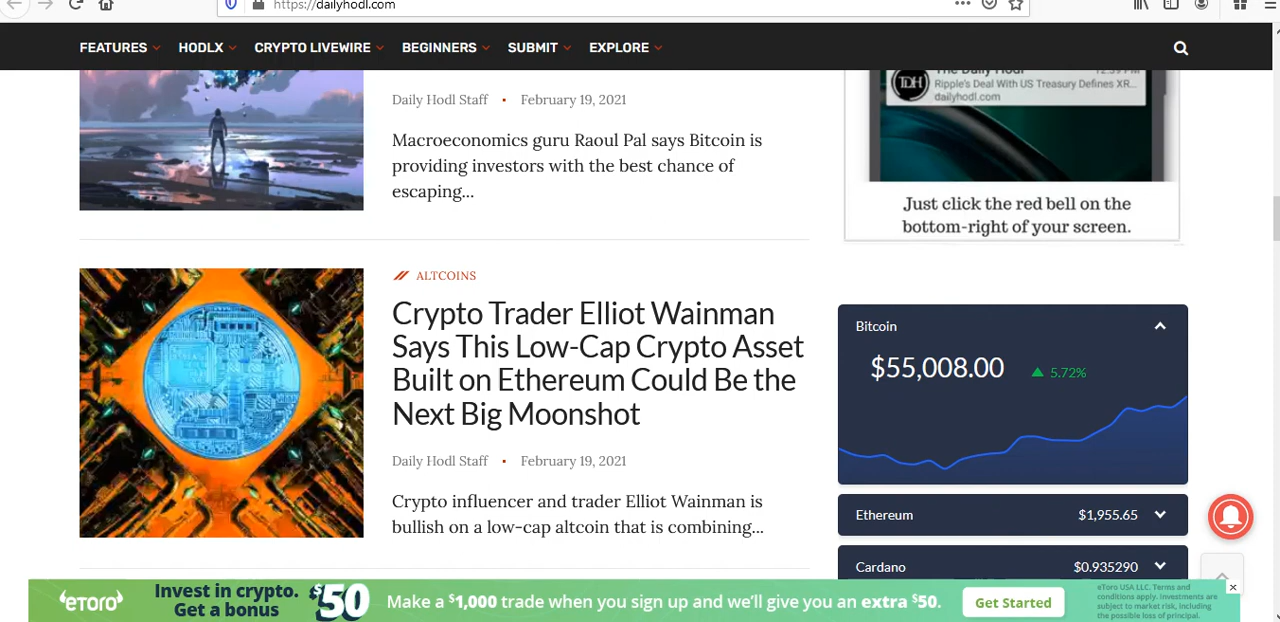 https://dailyhodl.com
FEATURES HODLX CRYPTO LIVEWIRE BEGINNERS SUBMIT EXPLORE
Daily Hodl Staff • February 19, 2021
Macroeconomics guru Raoul Pal says Bitcoin is
providing investors with the best chance of
escaping...
ALTCOINS
Crypto Trader Elliot Wainman
Says This Low-Cap Crypto Asset
Built on Ethereum Could Be the
Next Big Moonshot
Daily Hodl Staff • February 19, 2021
Crypto influencer and trader Elliot Wainman is
bullish on a low-cap altcoin that is combining...
The Daily Hodl 12:39 PM
TDH
Ripple's Deal With US Treasury Defines XR...
dailyhodl.com
Just click the red bell on the
bottom-right of your screen.
Bitcoin
$55,008.00 5.72%
Ethereum $1,955.65
Cardano $0.935290
eToro
Invest in crypto.
Get a bonus
$50
Make a $1,000 trade when you sign up and we'll give you an extra $50.
Get Started
eToro USA LLC. Terms and
conditions apply. Investments are
subject to market risk, including
the possible loss of principal.